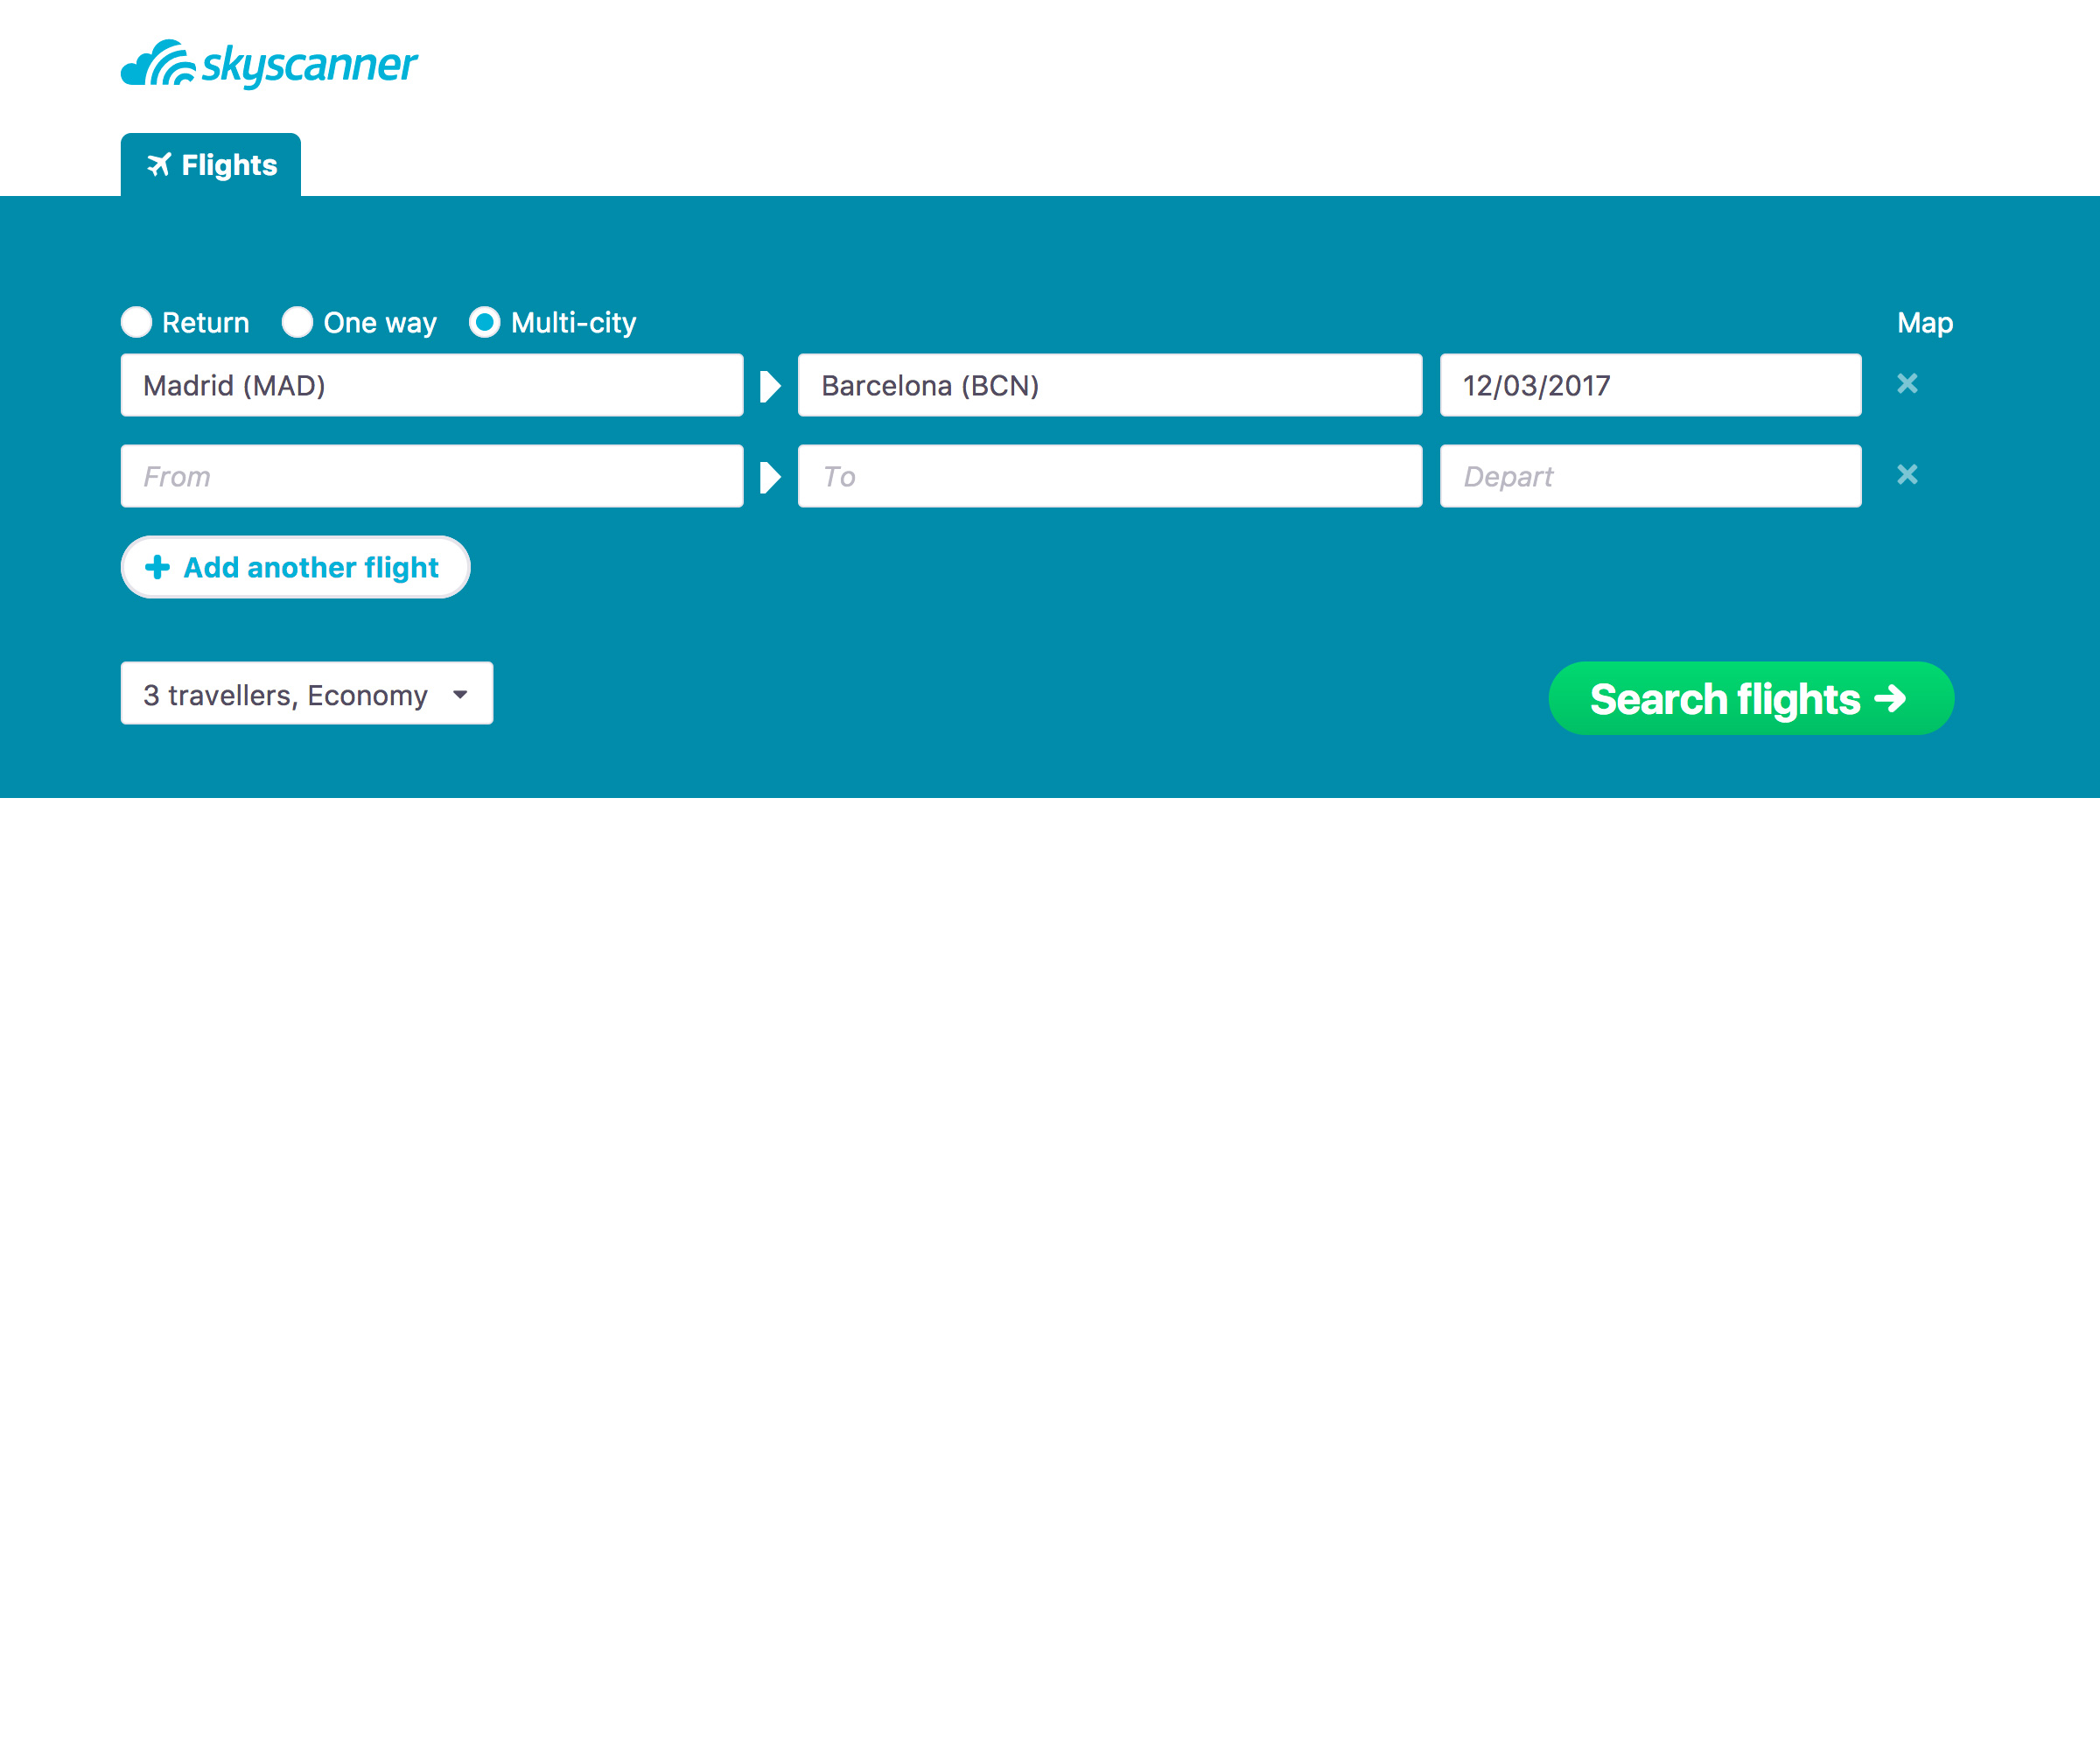 skyscanner
Flights
Return One way Multi-city Map
Madrid (MAD) Barcelona (BCN) 12/03/2017
From To Depart
Add another flight
3 travellers, Economy Search flights